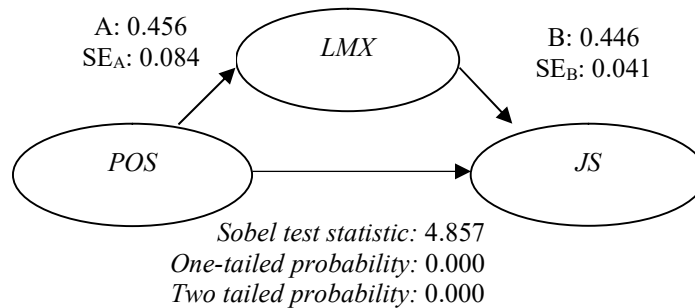 A: 0.456
SEA: 0.084
LMX
B: 0.446
SEB: 0.041
POS
JS
Sobel test statistic: 4.857
One-tailed probability: 0.000
Two tailed probability: 0.000